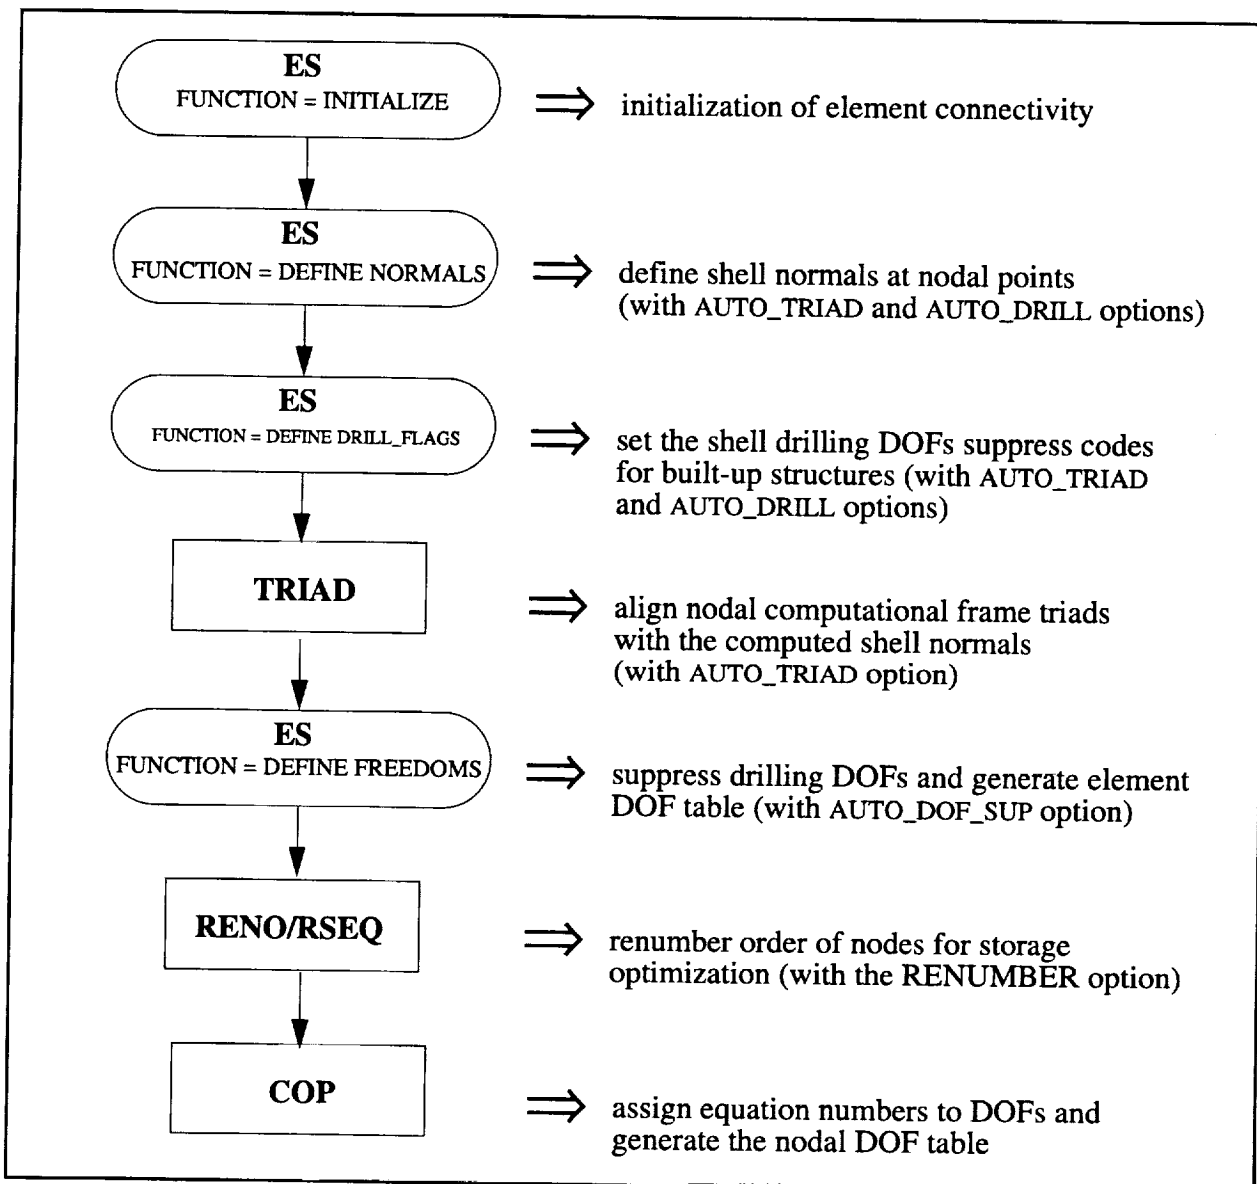 ES
FUNCTION = INITIALIZE
initialization of element connectivity
ES
FUNCTION = DEFINE NORMALS
define shell normals at nodal points
(with AUTO_TRIAD and AUTO_DRILL options)
ES
FUNCTION = DEFINE DRILL_FLAGS
set the shell drilling DOFs suppress codes
for built-up structures (with AUTO_TRIAD
and AUTO_DRILL options)
TRIAD
align nodal computational frame triads
with the computed shell normals
(with AUTO_TRIAD option)
ES
FUNCTION = DEFINE FREEDOMS
suppress drilling DOFs and generate element
DOF table (with AUTO_DOF_SUP option)
RENO/RSEQ
renumber order of nodes for storage
optimization (with the RENUMBER option)
COP
assign equation numbers to DOFs and
generate the nodal DOF table